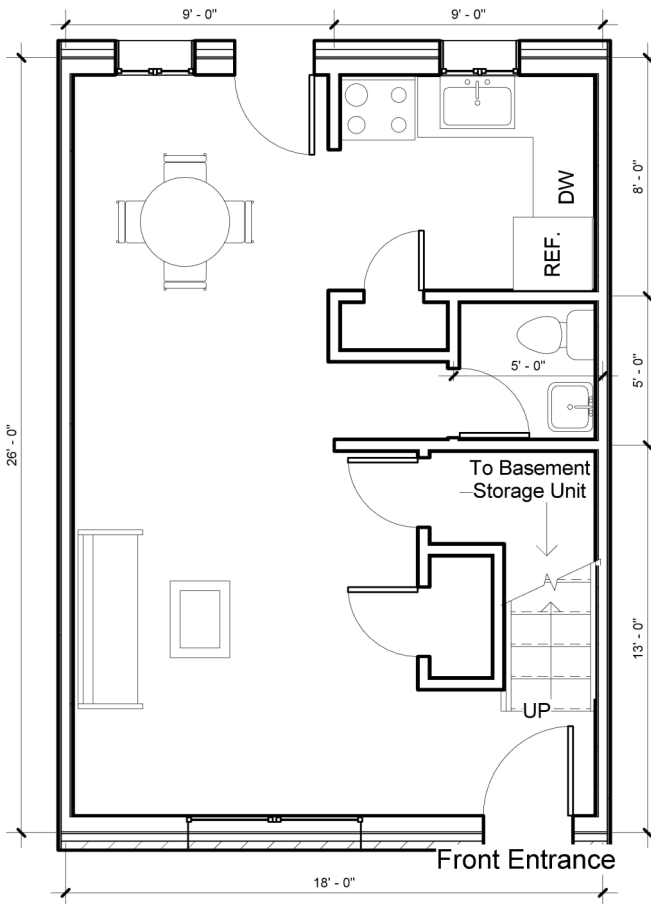 9' - 0"
9' - 0"
8' - 0"
DW
REF.
5' - 0"
5' - 0"
26' - 0"
To Basement
Storage Unit
13' - 0"
UP
Front Entrance
18' - 0"